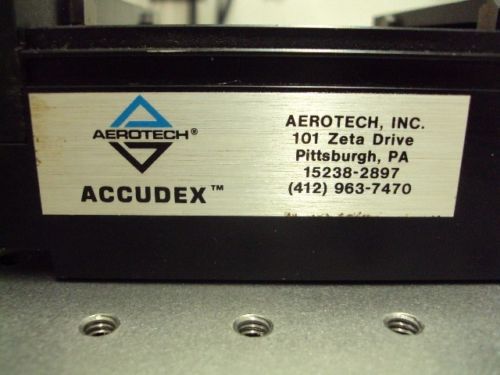 AEROTECH®
ACCUDEX™
AEROTECH, INC.
101 Zeta Drive
Pittsburgh, PA
15238-2897
(412) 963-7470